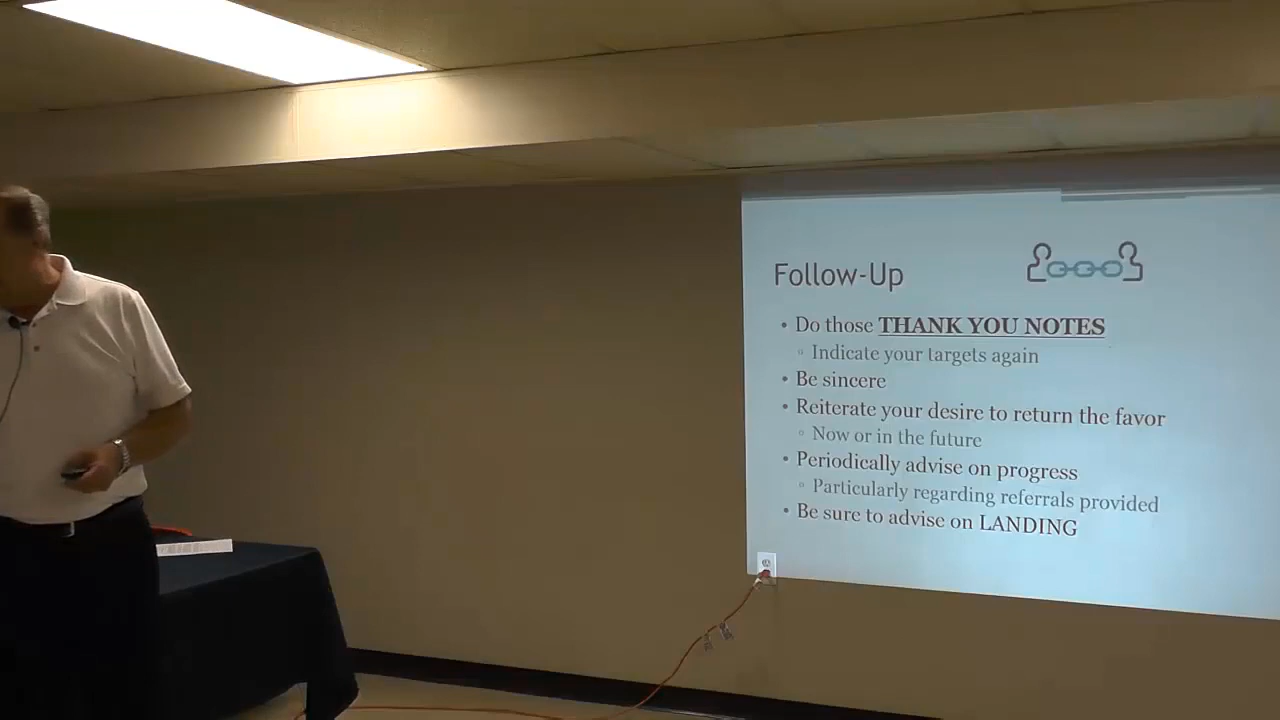 Follow-Up
• Do those THANK YOU NOTES
▫ Indicate your targets again
• Be sincere
• Reiterate your desire to return the favor
▫ Now or in the future
• Periodically advise on progress
▫ Particularly regarding referrals provided
• Be sure to advise on LANDING